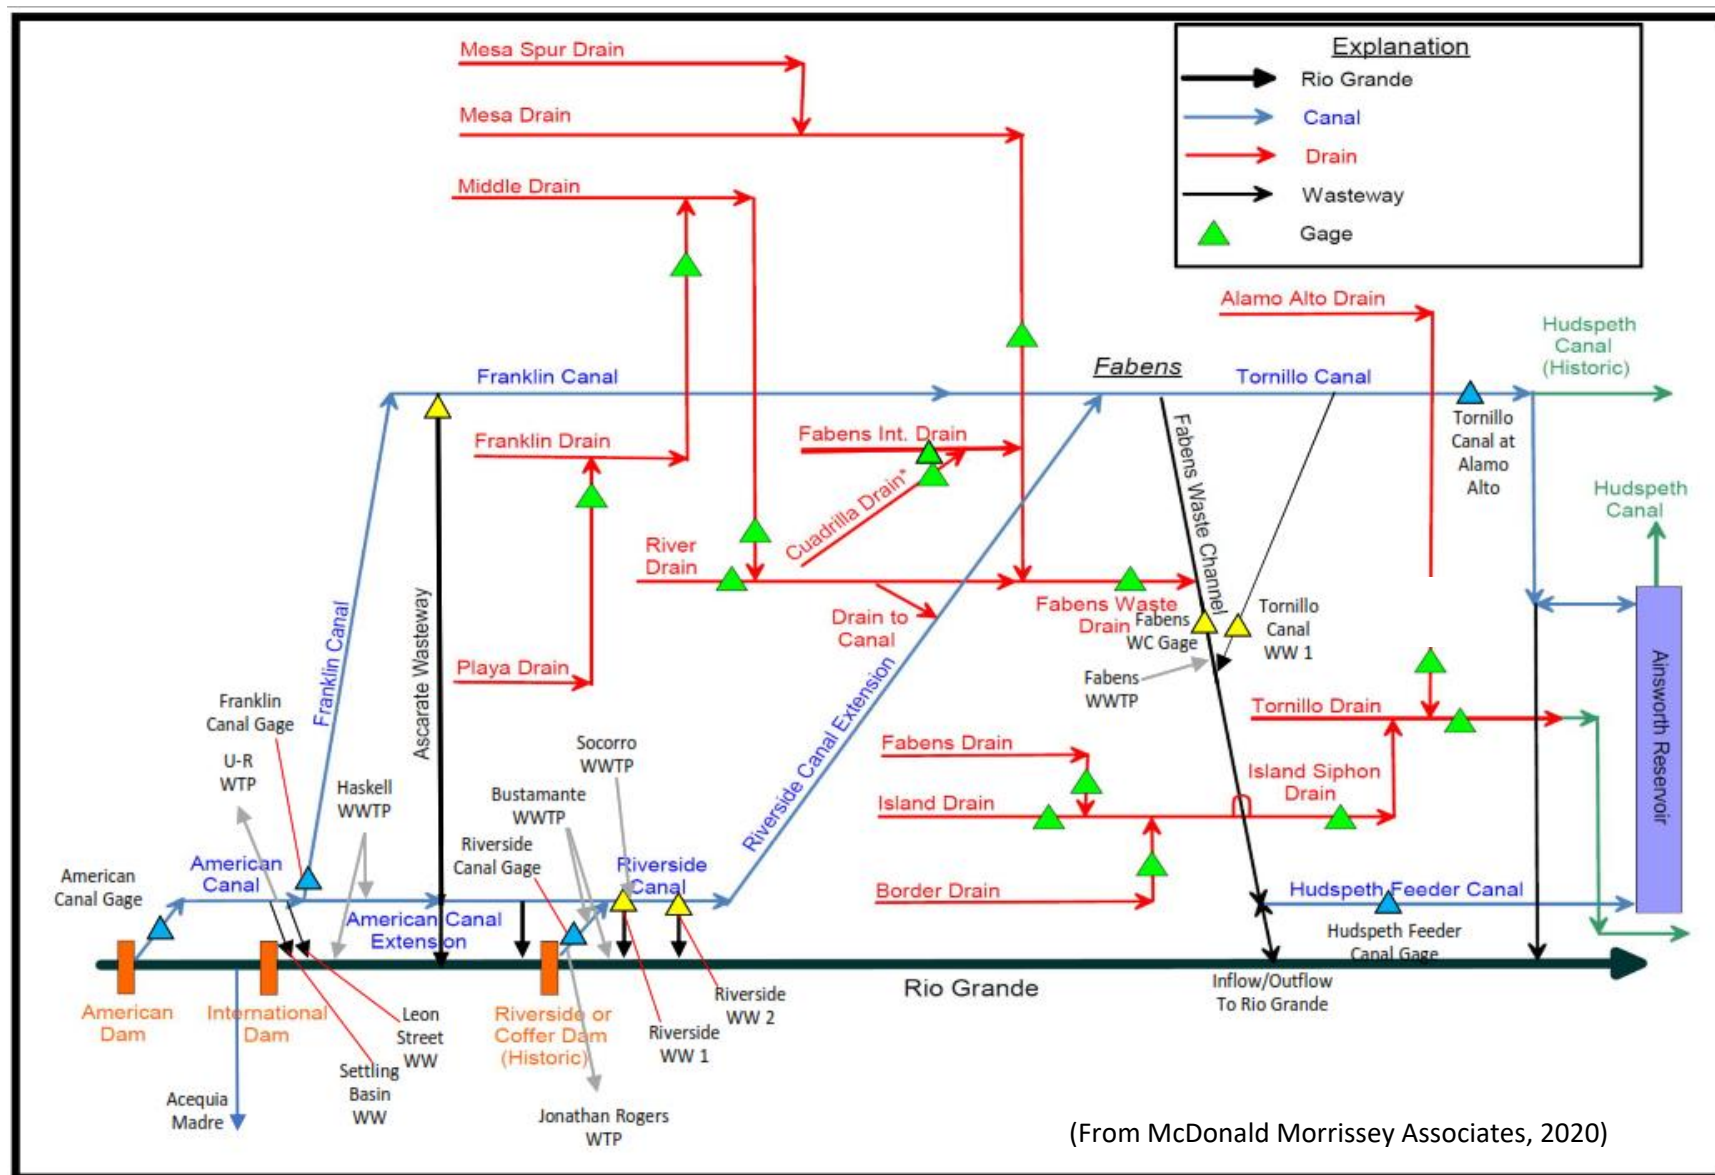 Mesa Spur Drain
Mesa Drain
Middle Drain
Explanation
Rio Grande
Canal
Drain
Wasteway
Gage
Alamo Alto Drain
Hudspeth
Canal
(Historic)
Franklin Canal
Fabens
Tornillo Canal
Tornillo
Canal at
Alamo
Alto
Franklin Drain
Fabens Int. Drain
Cuadrilla Drain*
Hudspeth
Canal
River
Drain
Drain to
Canal
Fabens Waste
Drain
Fabens Waste Channel
Fabens
WC Gage
Tornillo
Canal
WW 1
Fabens
WWTP
Playa Drain
Franklin Canal
Ascarate Wasteway
Riverside Canal Extension
Ainsworth Reservoir
Franklin
Canal Gage
U-R
WTP
Haskell
WWTP
Socorro
WWTP
Bustamante
WWTP
Riverside
Canal Gage
Fabens Drain
Island Drain
Border Drain
Tornillo Drain
Island Siphon
Drain
American
Canal Gage
American
Canal
American Canal
Extension
Riverside
Canal
Hudspeth Feeder Canal
Hudspeth Feeder
Canal Gage
Rio Grande
Inflow/Outflow
To Rio Grande
American
Dam
International
Dam
Leon
Street
WW
Settling
Basin
WW
Riverside or
Coffer Dam
(Historic)
Riverside
WW 1
Riverside
WW 2
Acequia
Madre
Jonathan Rogers
WTP
(From McDonald Morrissey Associates, 2020)